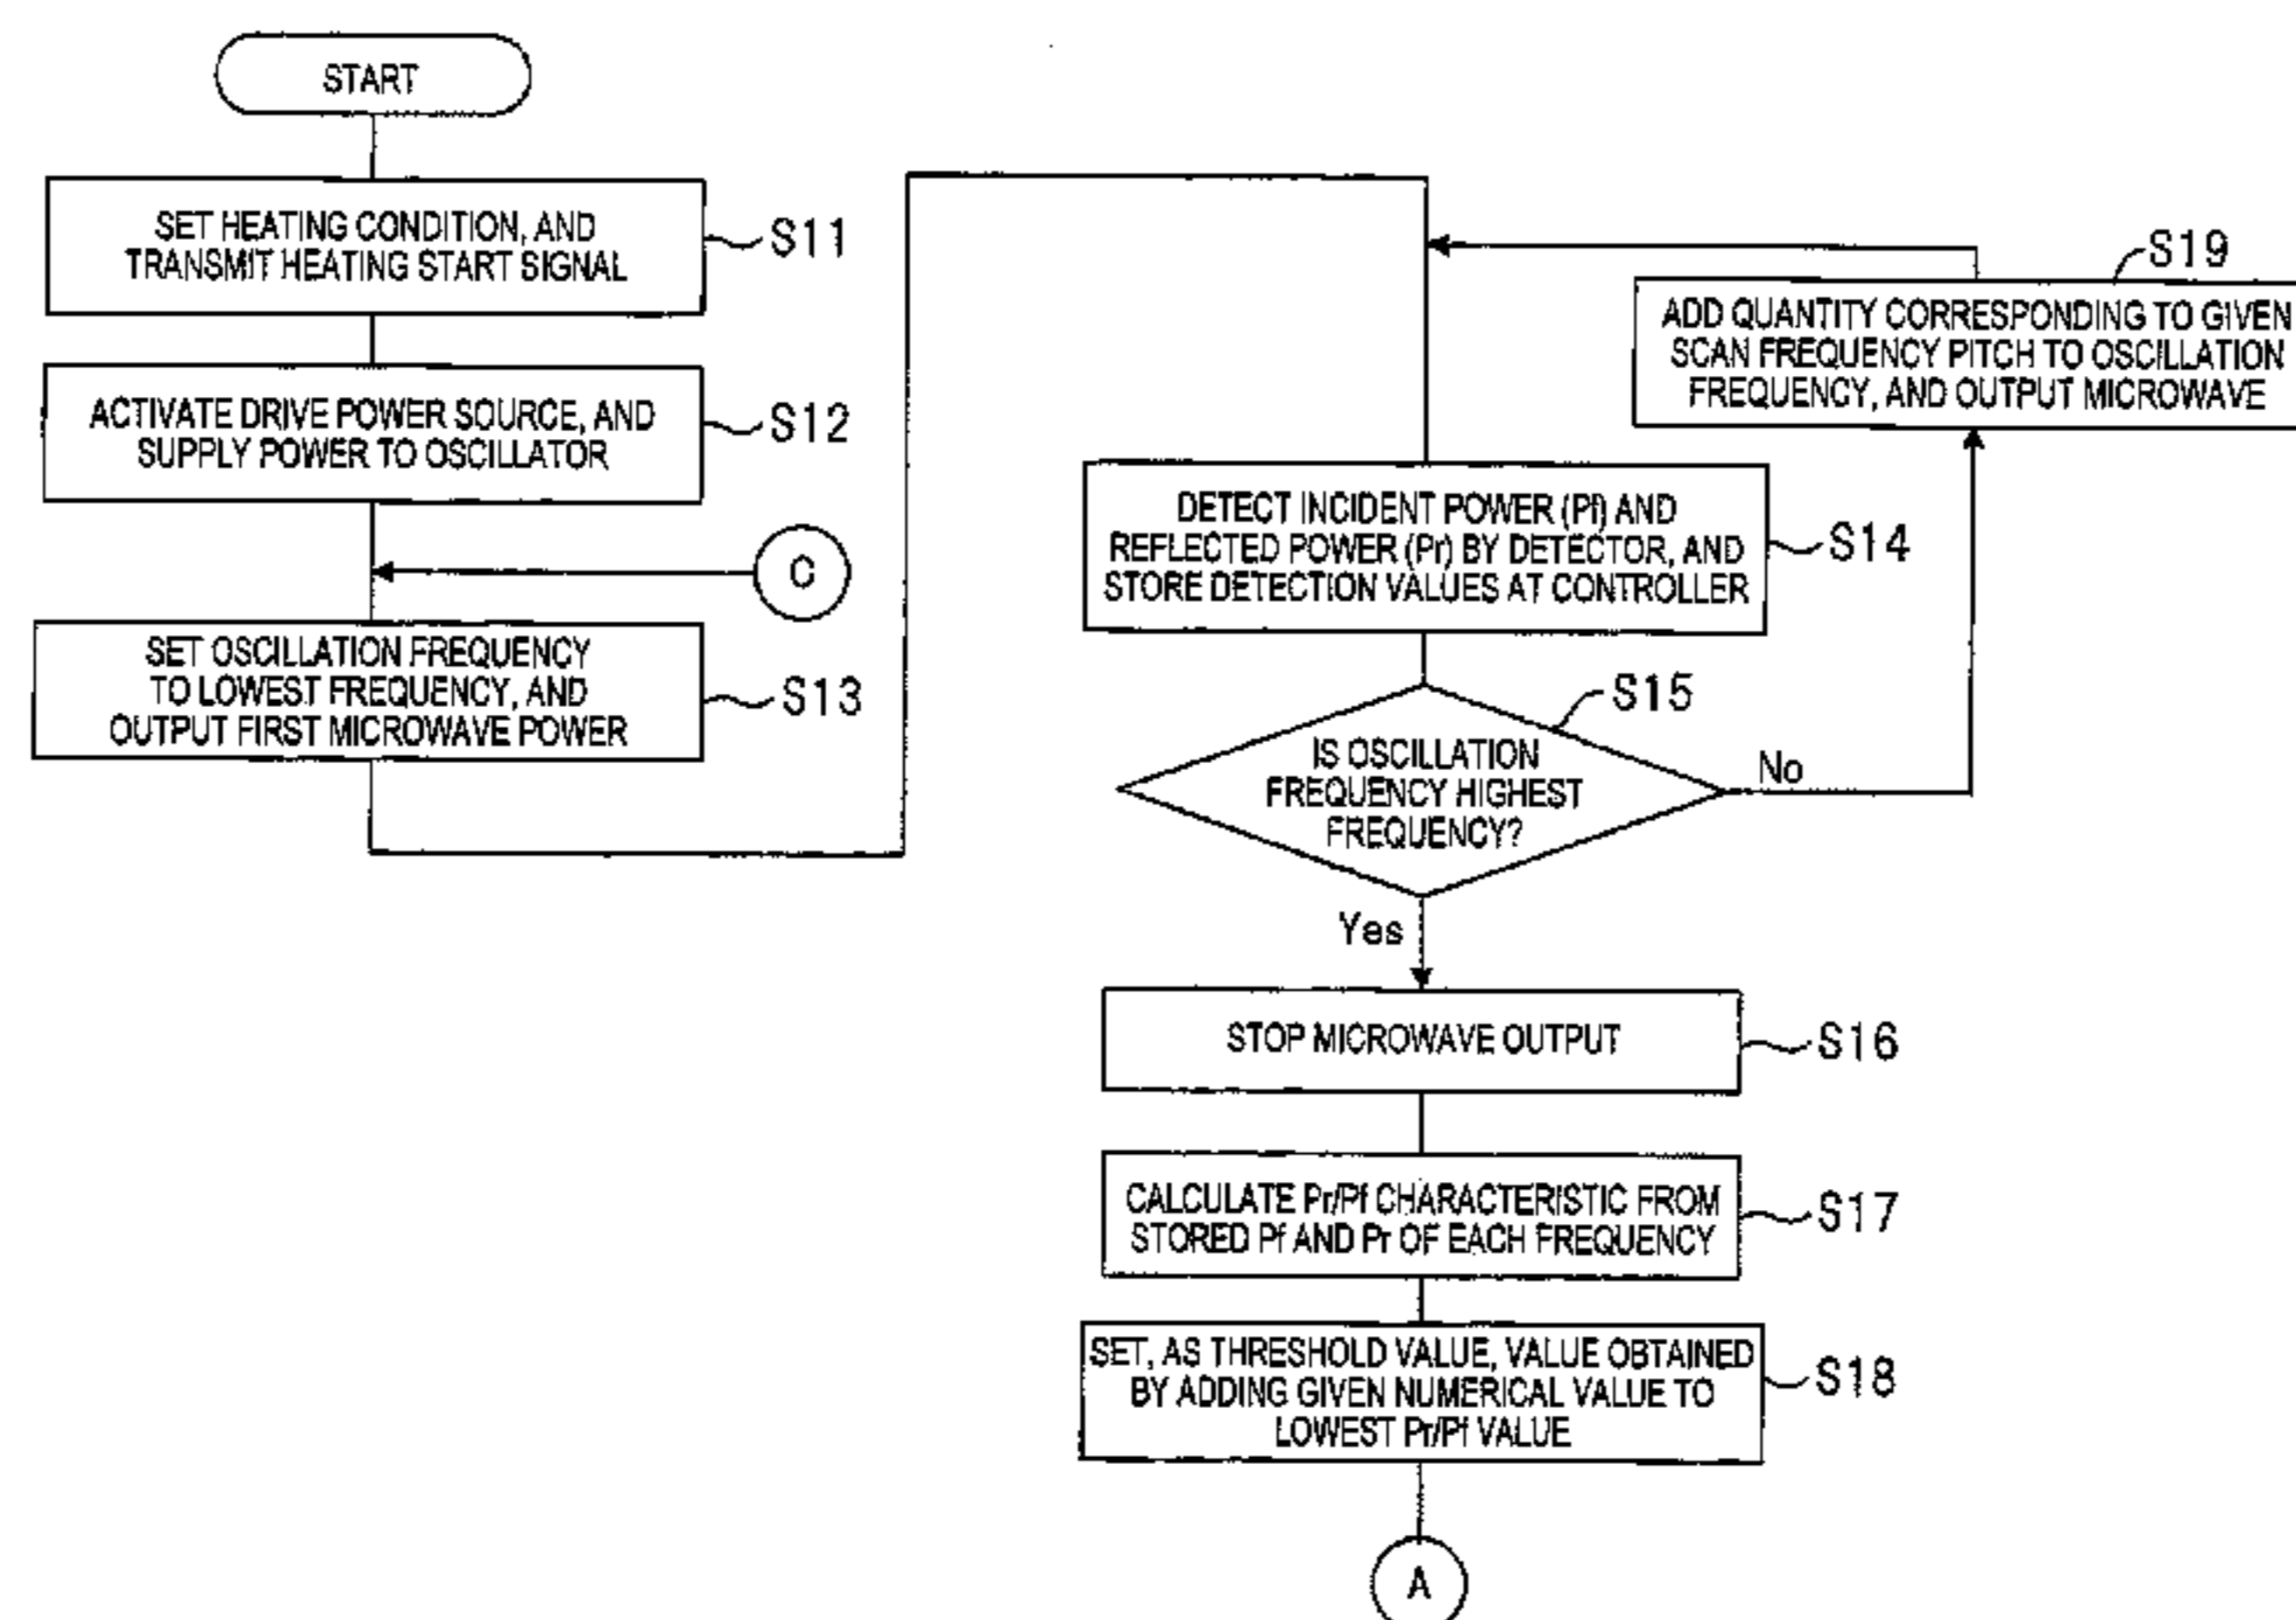 START
SET HEATING CONDITION, AND
TRANSMIT HEATING START SIGNAL
S11
ACTIVATE DRIVE POWER SOURCE, AND
SUPPLY POWER TO OSCILLATOR
S12
C
SET OSCILLATION FREQUENCY
TO LOWEST FREQUENCY, AND
OUTPUT FIRST MICROWAVE POWER
S13
S19
ADD QUANTITY CORRESPONDING TO GIVEN
SCAN FREQUENCY PITCH TO OSCILLATION
FREQUENCY, AND OUTPUT MICROWAVE
DETECT INCIDENT POWER (Pf) AND
REFLECTED POWER (Pr) BY DETECTOR, AND
STORE DETECTION VALUES AT CONTROLLER
S14
S15
IS OSCILLATION
FREQUENCY HIGHEST
FREQUENCY?
No
Yes
STOP MICROWAVE OUTPUT
S16
CALCULATE Pr/Pf CHARACTERISTIC FROM
STORED Pf AND Pr OF EACH FREQUENCY
S17
SET, AS THRESHOLD VALUE, VALUE OBTAINED
BY ADDING GIVEN NUMERICAL VALUE TO
LOWEST Pr/Pf VALUE
S18
A